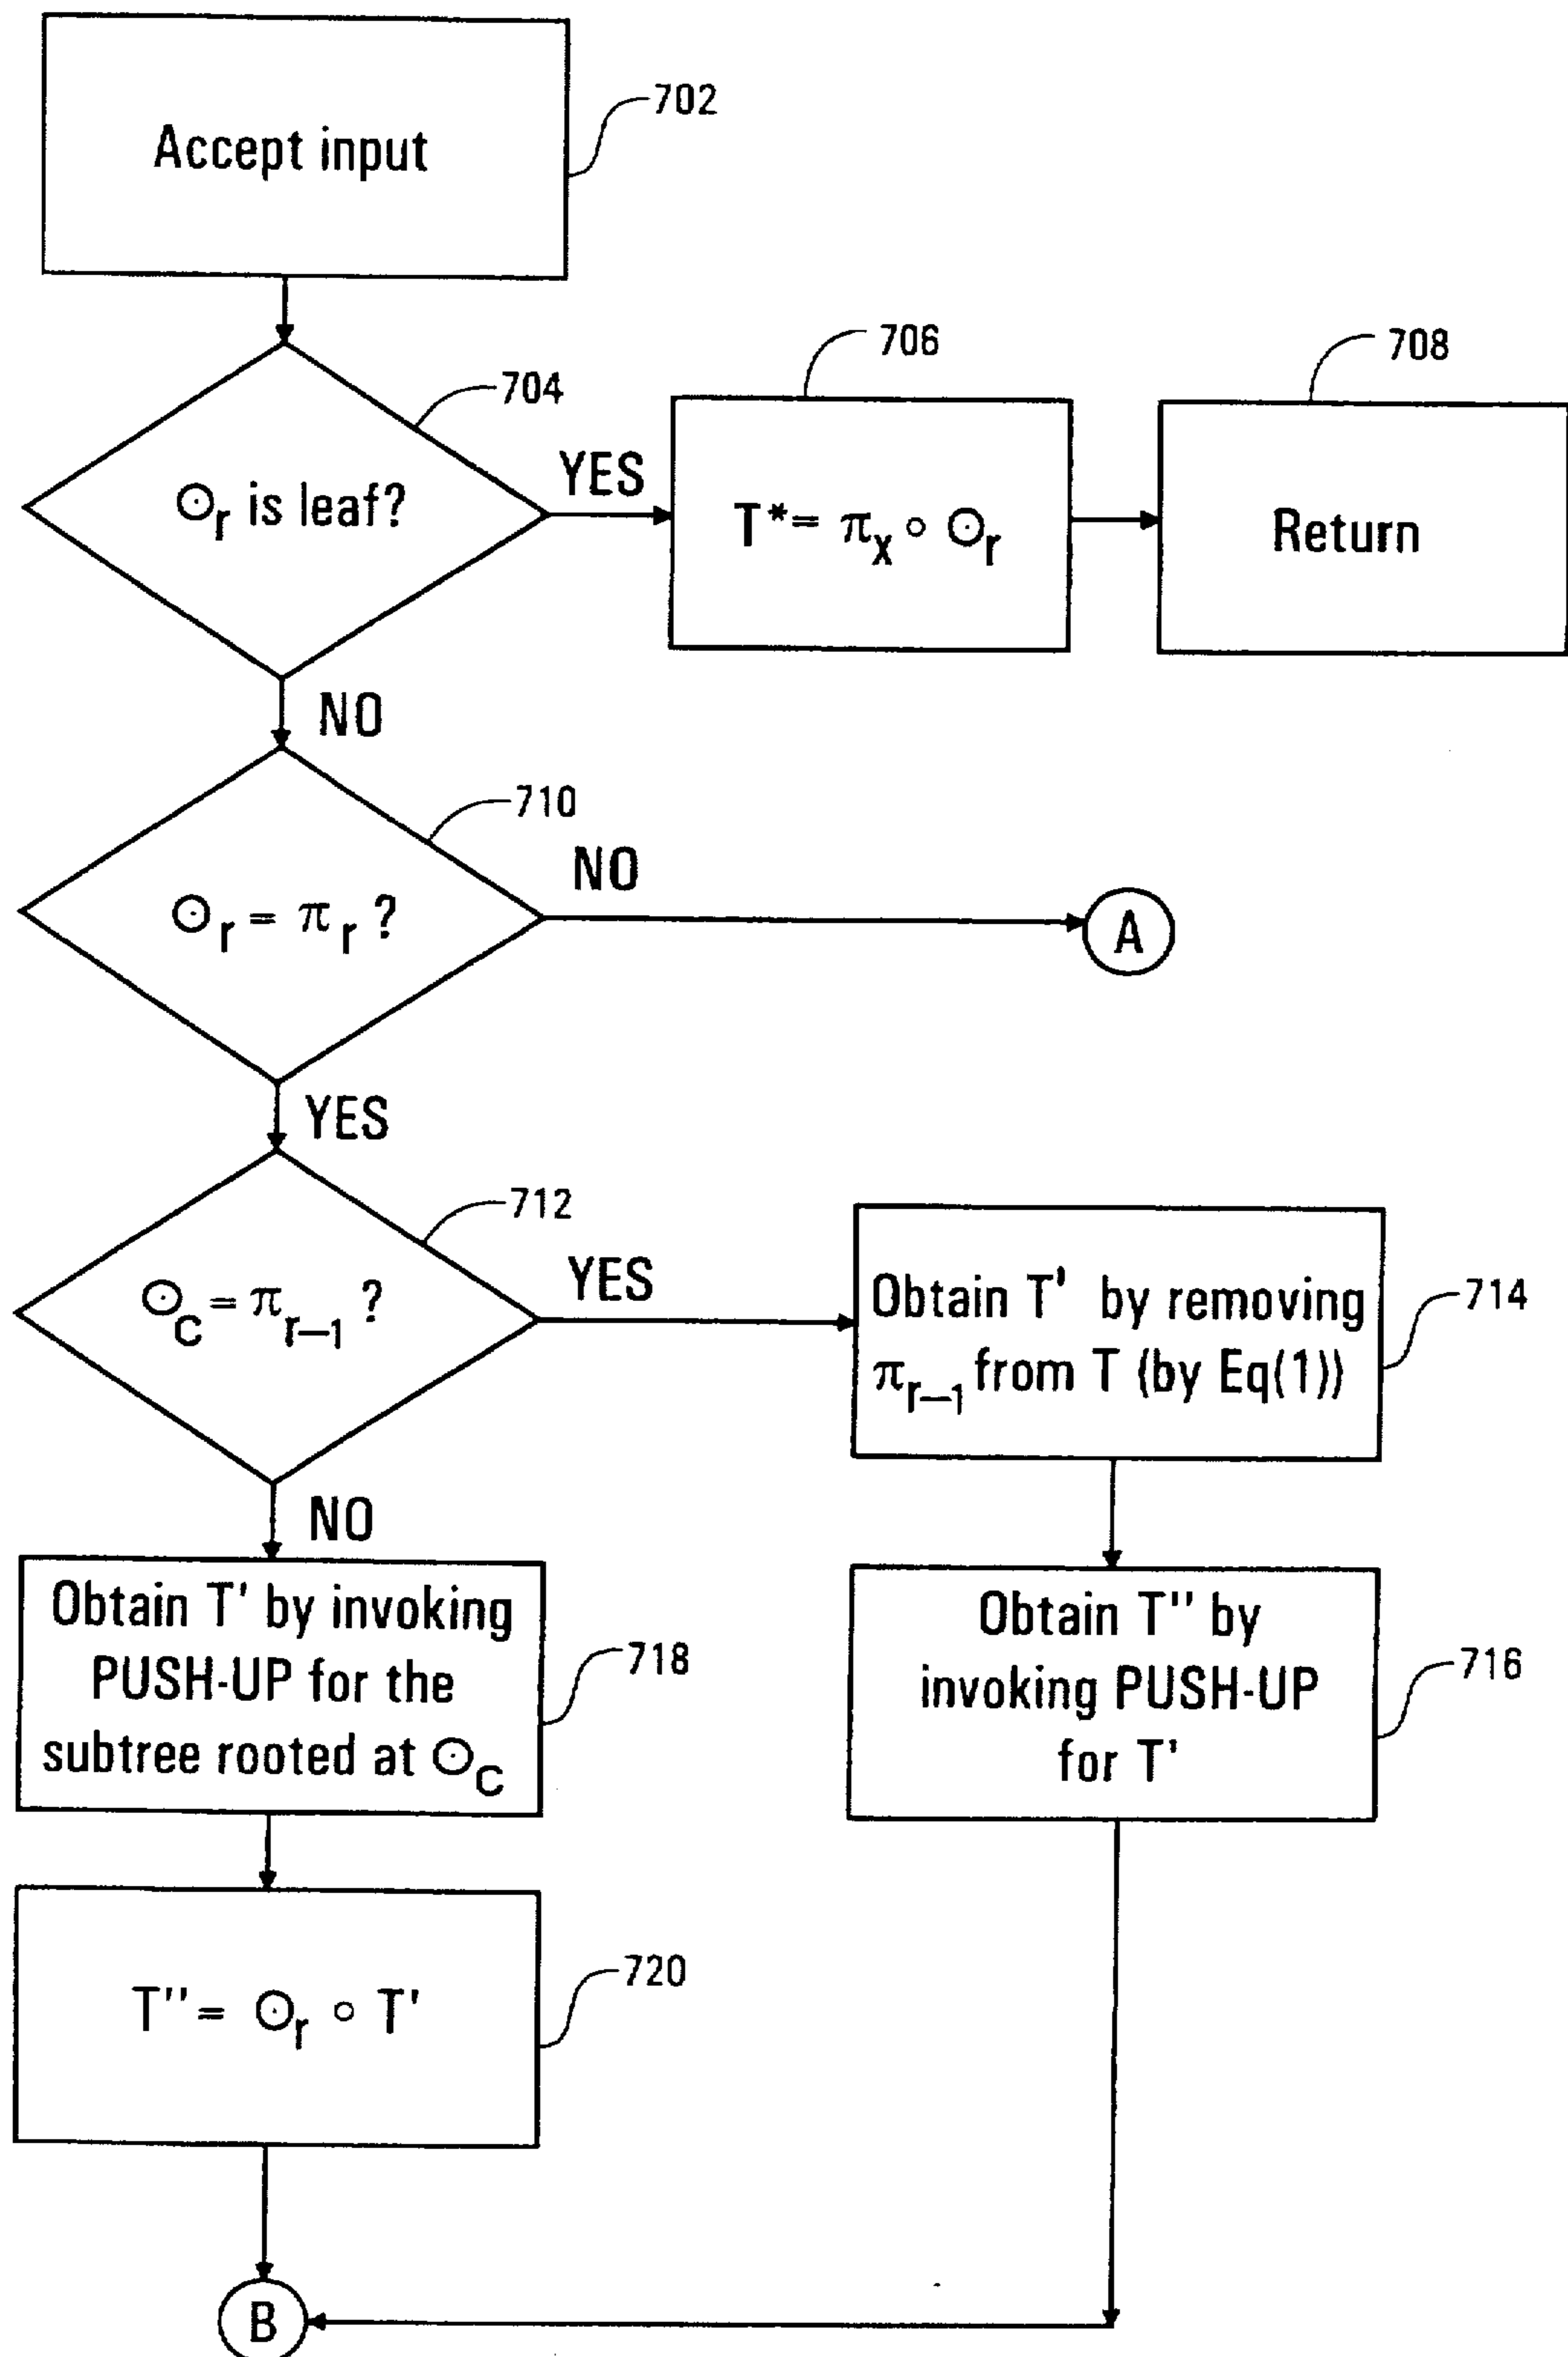 Accept input
702
⊙r is leaf?
704
YES
T* = πx ∘ ⊙r
706
Return
708
NO
⊙r = πr ?
710
NO
A
YES
⊙c = πr–1 ?
712
YES
Obtain T' by removing
πr–1 from T (by Eq(1))
714
NO
Obtain T' by invoking
PUSH-UP for the
subtree rooted at ⊙c
718
Obtain T'' by
invoking PUSH-UP
for T'
716
T'' = ⊙r ∘ T'
720
B